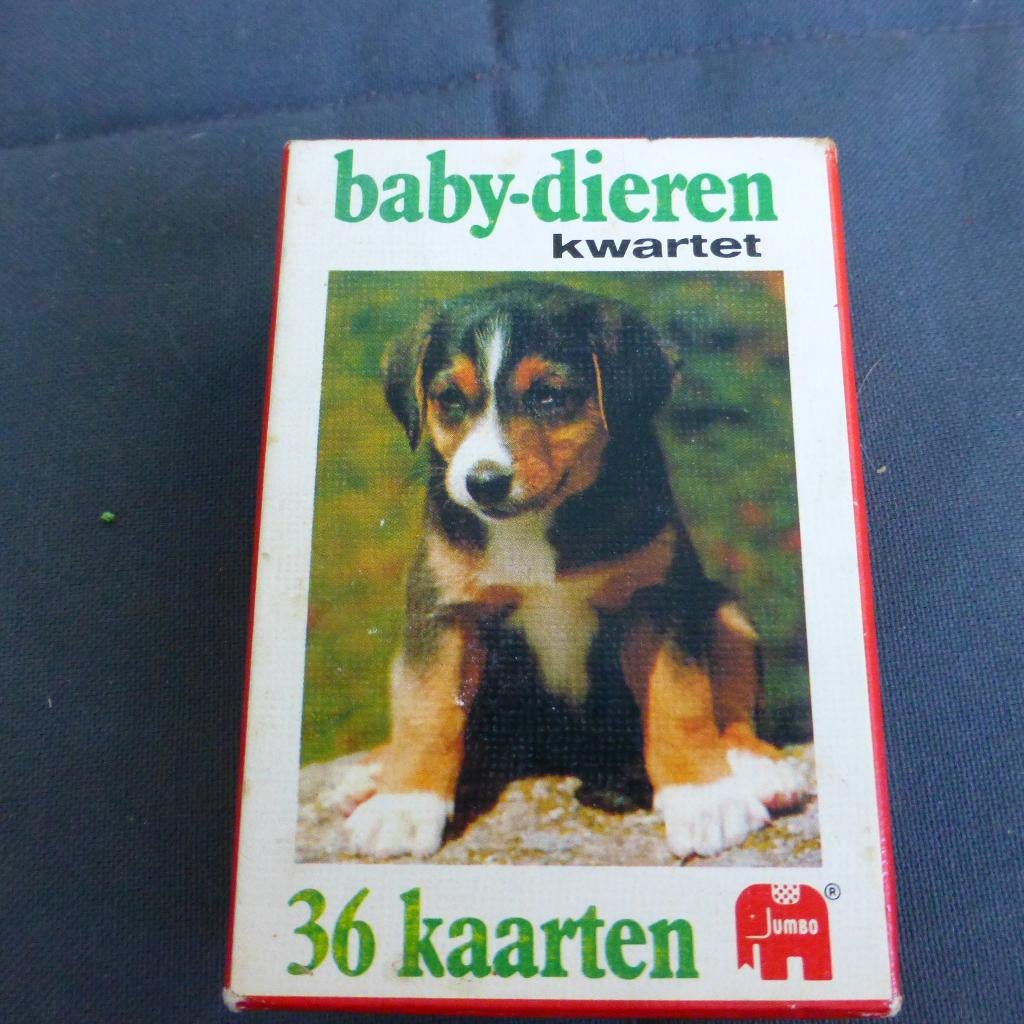 baby-dieren
kwartet
36 kaarten
JUMBO ®